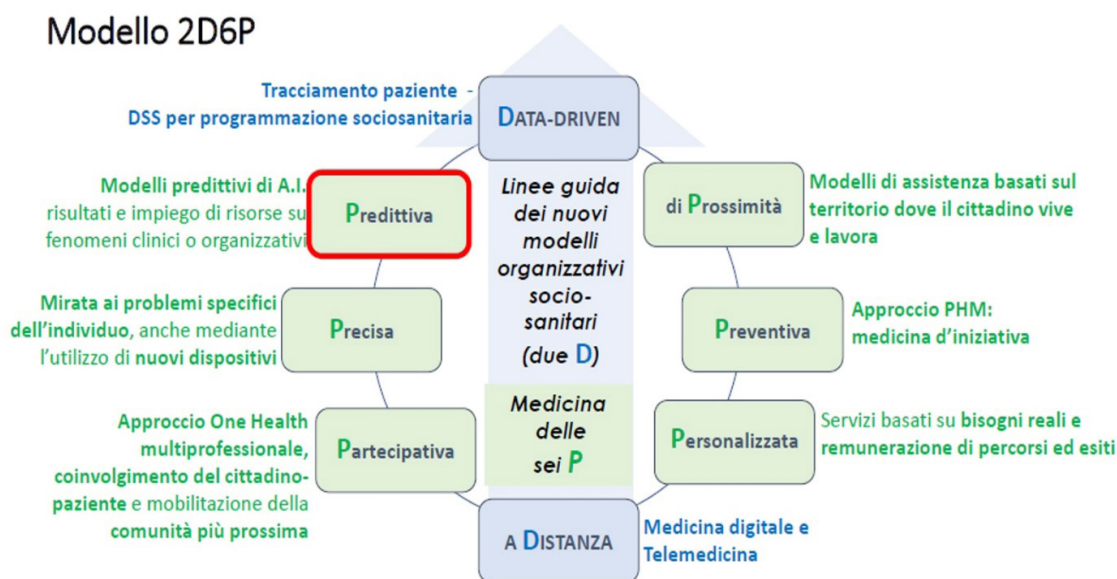 Modello 2D6P
Tracciamento paziente -
DSS per programmazione sociosanitaria
DATA-DRIVEN
Modelli predittivi di A.I.
risultati e impiego di risorse su
fenomeni clinici o organizzativi
Predittiva
Linee guida
dei nuovi
modelli
organizzativi
socio-
sanitari
(due D)
di Prossimità
Modelli di assistenza basati sul
territorio dove il cittadino vive
e lavora
Mirata ai problemi specifici
dell'individuo, anche mediante
l'utilizzo di nuovi dispositivi
Precisa
Preventiva
Approccio PHM:
medicina d'iniziativa
Approccio One Health
multiprofessionale,
coinvolgimento del cittadino-
paziente e mobilitazione della
comunità più prossima
Partecipativa
Medicina
delle
sei P
Personalizzata
Servizi basati su bisogni reali e
remunerazione di percorsi ed esiti
A DISTANZA
Medicina digitale e
Telemedicina